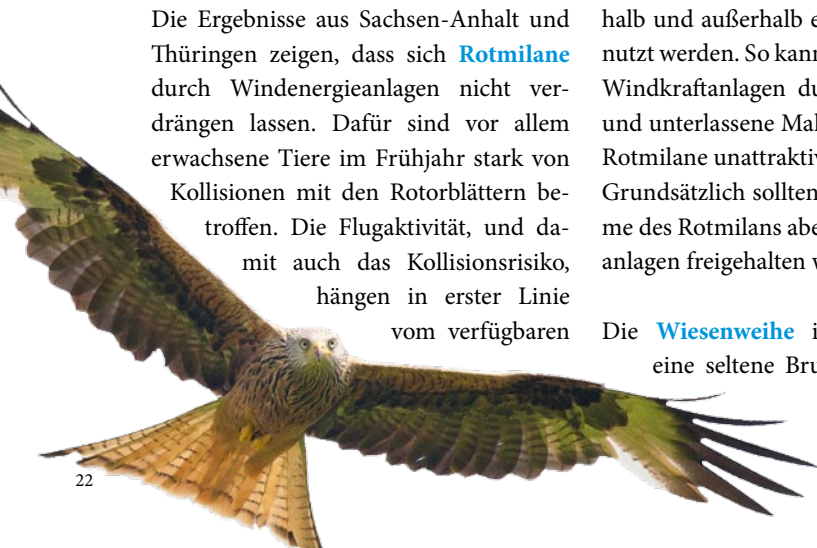 Die Ergebnisse aus Sachsen-Anhalt und
Thüringen zeigen, dass sich Rotmilane
durch Windenergieanlagen nicht ver-
drängen lassen. Dafür sind vor allem
erwachsene Tiere im Frühjahr stark von
Kollisionen mit den Rotorblättern be-
troffen. Die Flugaktivität, und da-
mit auch das Kollisionsrisiko,
hängen in erster Linie
vom verfügbaren
halb und außerhalb
nutzt werden. So kann
Windkraftanlagen du
und unterlassene Ma
Rotmilane unattraktiv
Grundsätzlich sollten
me des Rotmilans abe
anlagen freigehalten
Die Wiesenweihe i
eine seltene Bru
22